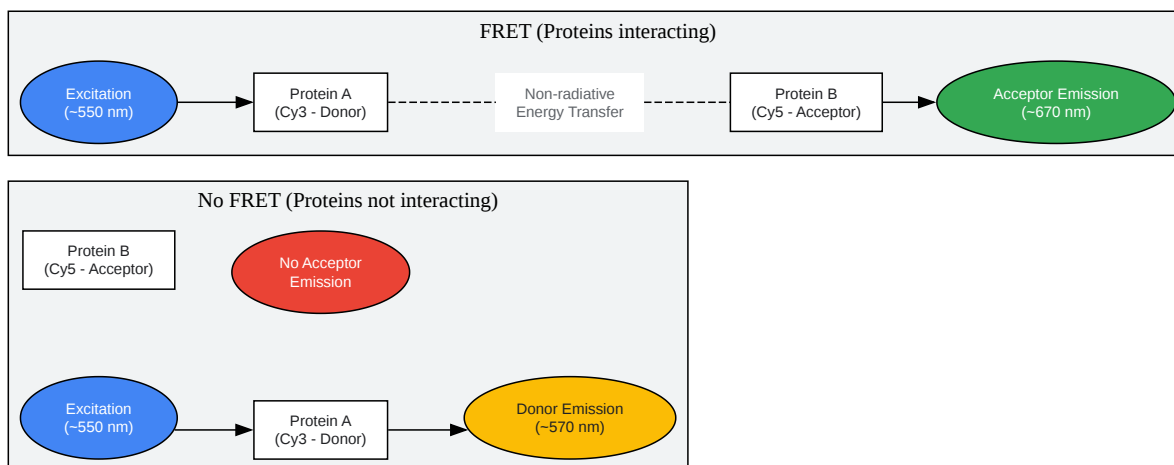 FRET (Proteins interacting)
Excitation
(~550 nm)
Protein A
(Cy3 - Donor)
Non-radiative
Energy Transfer
Protein B
(Cy5 - Acceptor)
Acceptor Emission
(~670 nm)
No FRET (Proteins not interacting)
Protein B
(Cy5 - Acceptor)
No Acceptor
Emission
Excitation
(~550 nm)
Protein A
(Cy3 - Donor)
Donor Emission
(~570 nm)